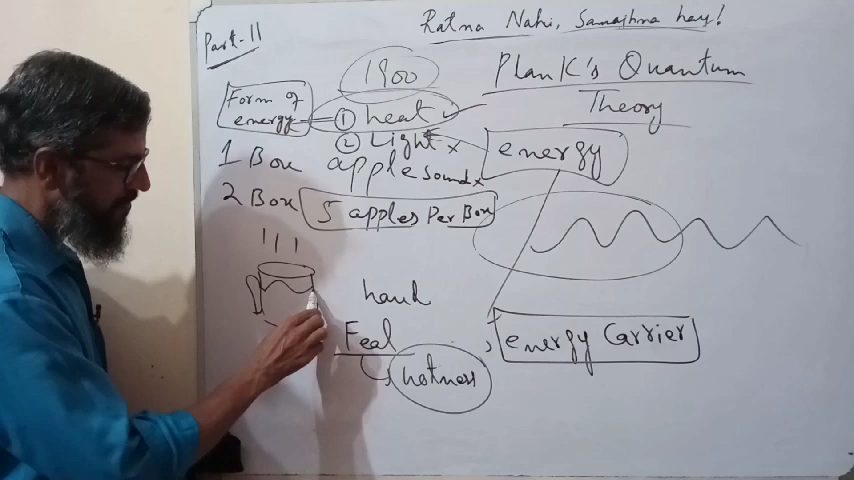 Ratna Nahi, Samajhna hay!
Part-11
1900
Plank's Quantum
Theory
Form of
energy
① heat
② Light x
Sound x
energy
1 Box apple
2 Box 5 apples Per Box
hand
Feel
hotness
energy Carrier